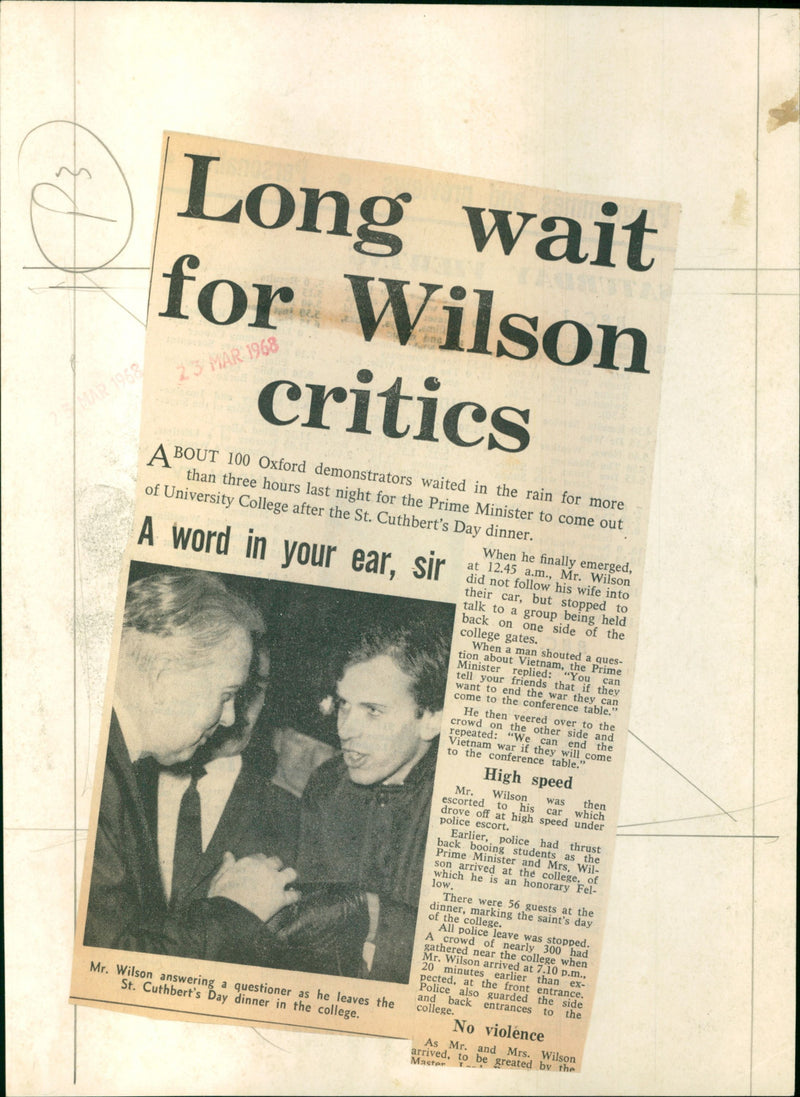 P3
Long wait
for Wilson
critics
23 MAR 1968
MAR 1968
ABOUT 100 Oxford demonstrators waited in the rain for more
than three hours last night for the Prime Minister to come out
of University College after the St. Cuthbert's Day dinner.
A word in your ear, sir
Mr. Wilson answering a questioner as he leaves the
St. Cuthbert's Day dinner in the college.
When he finally emerged,
at 12.45 a.m., Mr. Wilson
did not follow his wife into
their car, but stopped to
talk to a group being held
back on one side of the
college gates.
When a man shouted a ques-
tion about Vietnam, the Prime
Minister replied: "You can
tell your friends that if they
want to end the war they can
come to the conference table."
He then veered over to the
crowd on the other side and
repeated: "We can end the
Vietnam war if they will come
to the conference table."
High speed
Mr. Wilson was then
escorted to his car which
drove off at high speed under
police escort.
Earlier, police had thrust
back booing students as the
Prime Minister and Mrs. Wil-
son arrived at the college, of
which he is an honorary Fel-
low.
There were 56 guests at the
dinner, marking the saint's day
of the college.
All police leave was stopped.
A crowd of nearly 300 had
gathered near the college when
Mr. Wilson arrived at 7.10 p.m.,
20 minutes earlier than ex-
pected, at the front entrance.
Police also guarded the side
and back entrances to the
college.
No violence
As Mr. and Mrs. Wilson
arrived, to be greated by the
Master